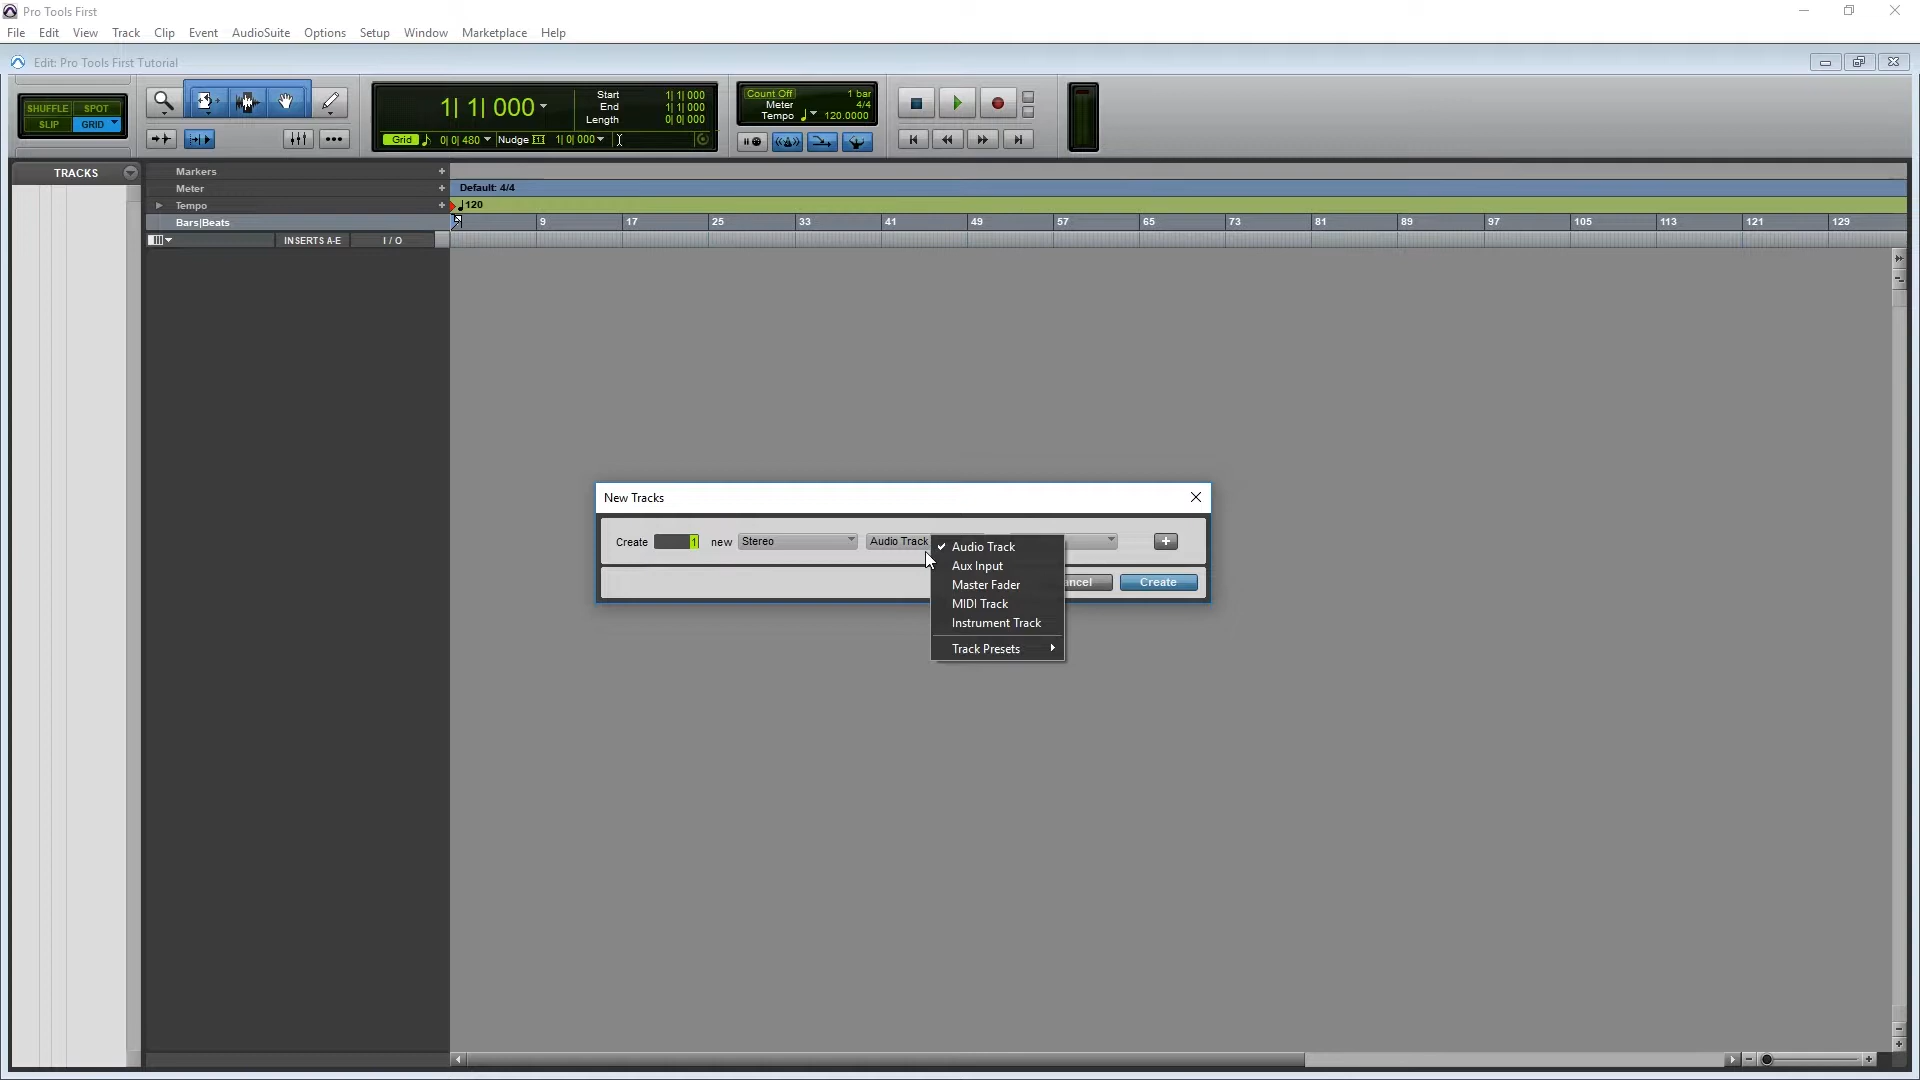 Pro Tools First
File Edit View Track Clip Event AudioSuite Options Setup Window Marketplace Help
Edit: Pro Tools First Tutorial
SHUFFLE SPOT
SLIP GRID
1| 1| 000
Start 1| 1| 000
End 1| 1| 000
Length 0| 0| 000
Grid 0| 0| 480 Nudge 1| 0| 000
Count Off 1 bar
Meter 4/4
Tempo 120.0000
TRACKS
Markers +
Meter + Default: 4/4
Tempo + 120
Bars|Beats 9 17 25 33 41 49 57 65 73 81 89 97 105 113 121 129
INSERTS A-E I / O
New Tracks
Create 1 new Stereo Audio Track +
Audio Track
Aux Input
Master Fader
MIDI Track
Instrument Track
Track Presets
ancel Create